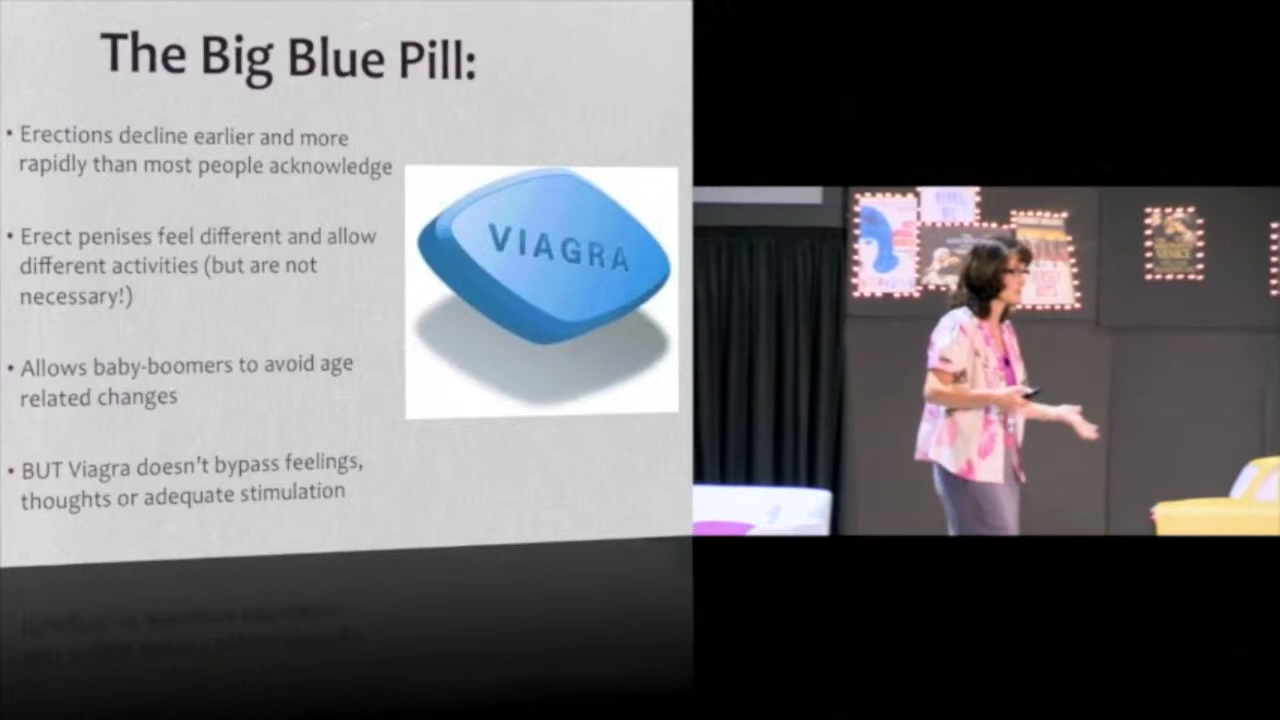 The Big Blue Pill:
• Erections decline earlier and more
rapidly than most people acknowledge
• Erect penises feel different and allow
different activities (but are not
necessary!)
• Allows baby-boomers to avoid age
related changes
• BUT Viagra doesn't bypass feelings,
thoughts or adequate stimulation
VIAGRA
VENICE